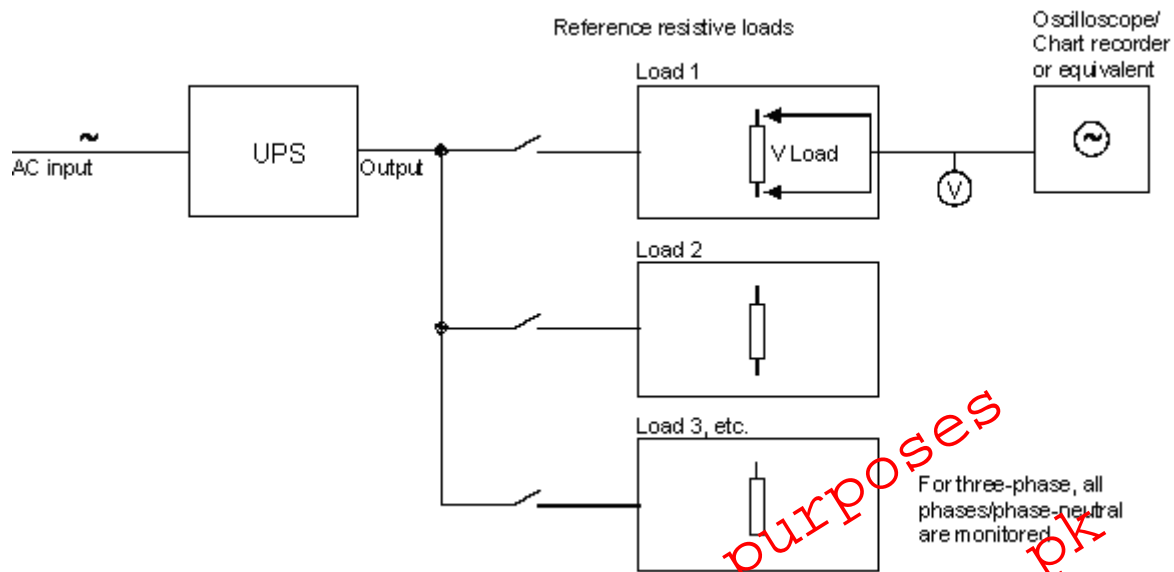 Reference resistive loads
Oscilloscope/
Chart recorder
or equivalent
Load 1
~
AC input
UPS
Output
V Load
V
~
Load 2
Load 3, etc.
For three-phase, all
phases/phase-neutral
are monitored
purposes
pk